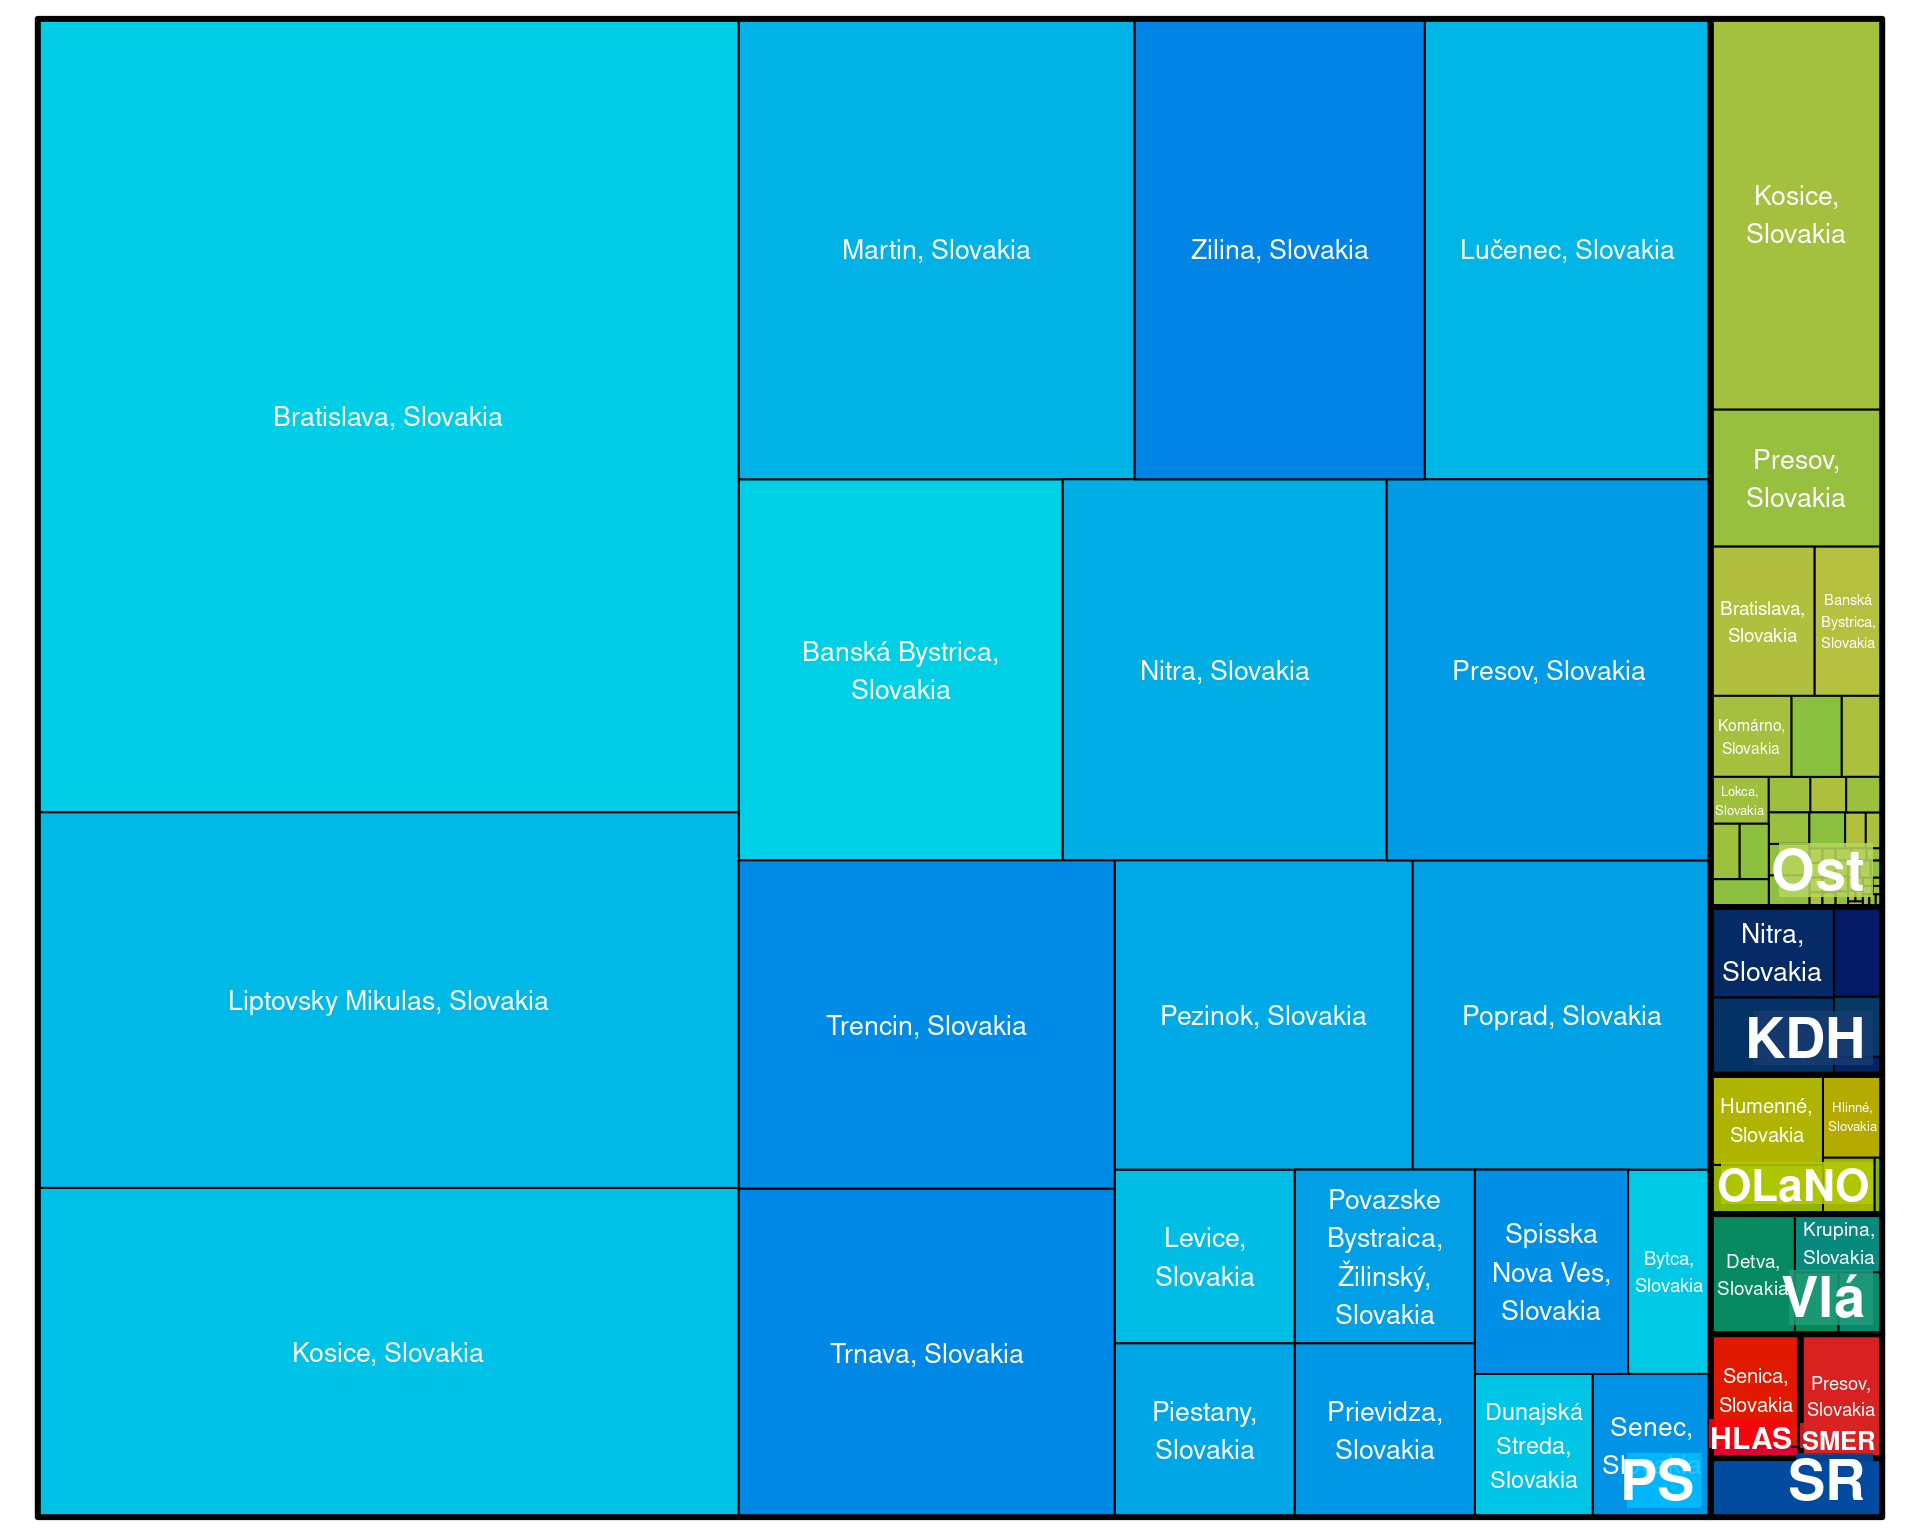 Bratislava, Slovakia
Liptovsky Mikulas, Slovakia
Kosice, Slovakia
Martin, Slovakia
Zilina, Slovakia
Lučenec, Slovakia
Banská Bystrica,
Slovakia
Nitra, Slovakia
Presov, Slovakia
Trencin, Slovakia
Pezinok, Slovakia
Poprad, Slovakia
Trnava, Slovakia
Levice,
Slovakia
Povazske
Bystraica,
Žilinský,
Slovakia
Spisska
Nova Ves,
Slovakia
Bytca,
Slovakia
Piestany,
Slovakia
Prievidza,
Slovakia
Dunajská
Streda,
Slovakia
Senec,
Slovakia
PS
Kosice,
Slovakia
Presov,
Slovakia
Bratislava,
Slovakia
Banská
Bystrica,
Slovakia
Komárno,
Slovakia
Lokca,
Slovakia
Ost
Nitra,
Slovakia
KDH
Humenné,
Slovakia
Hlinné,
Slovakia
OLaNO
Detva,
Slovakia
Krupina,
Slovakia
Vlá
Senica,
Slovakia
HLAS
Presov,
Slovakia
SMER
SR